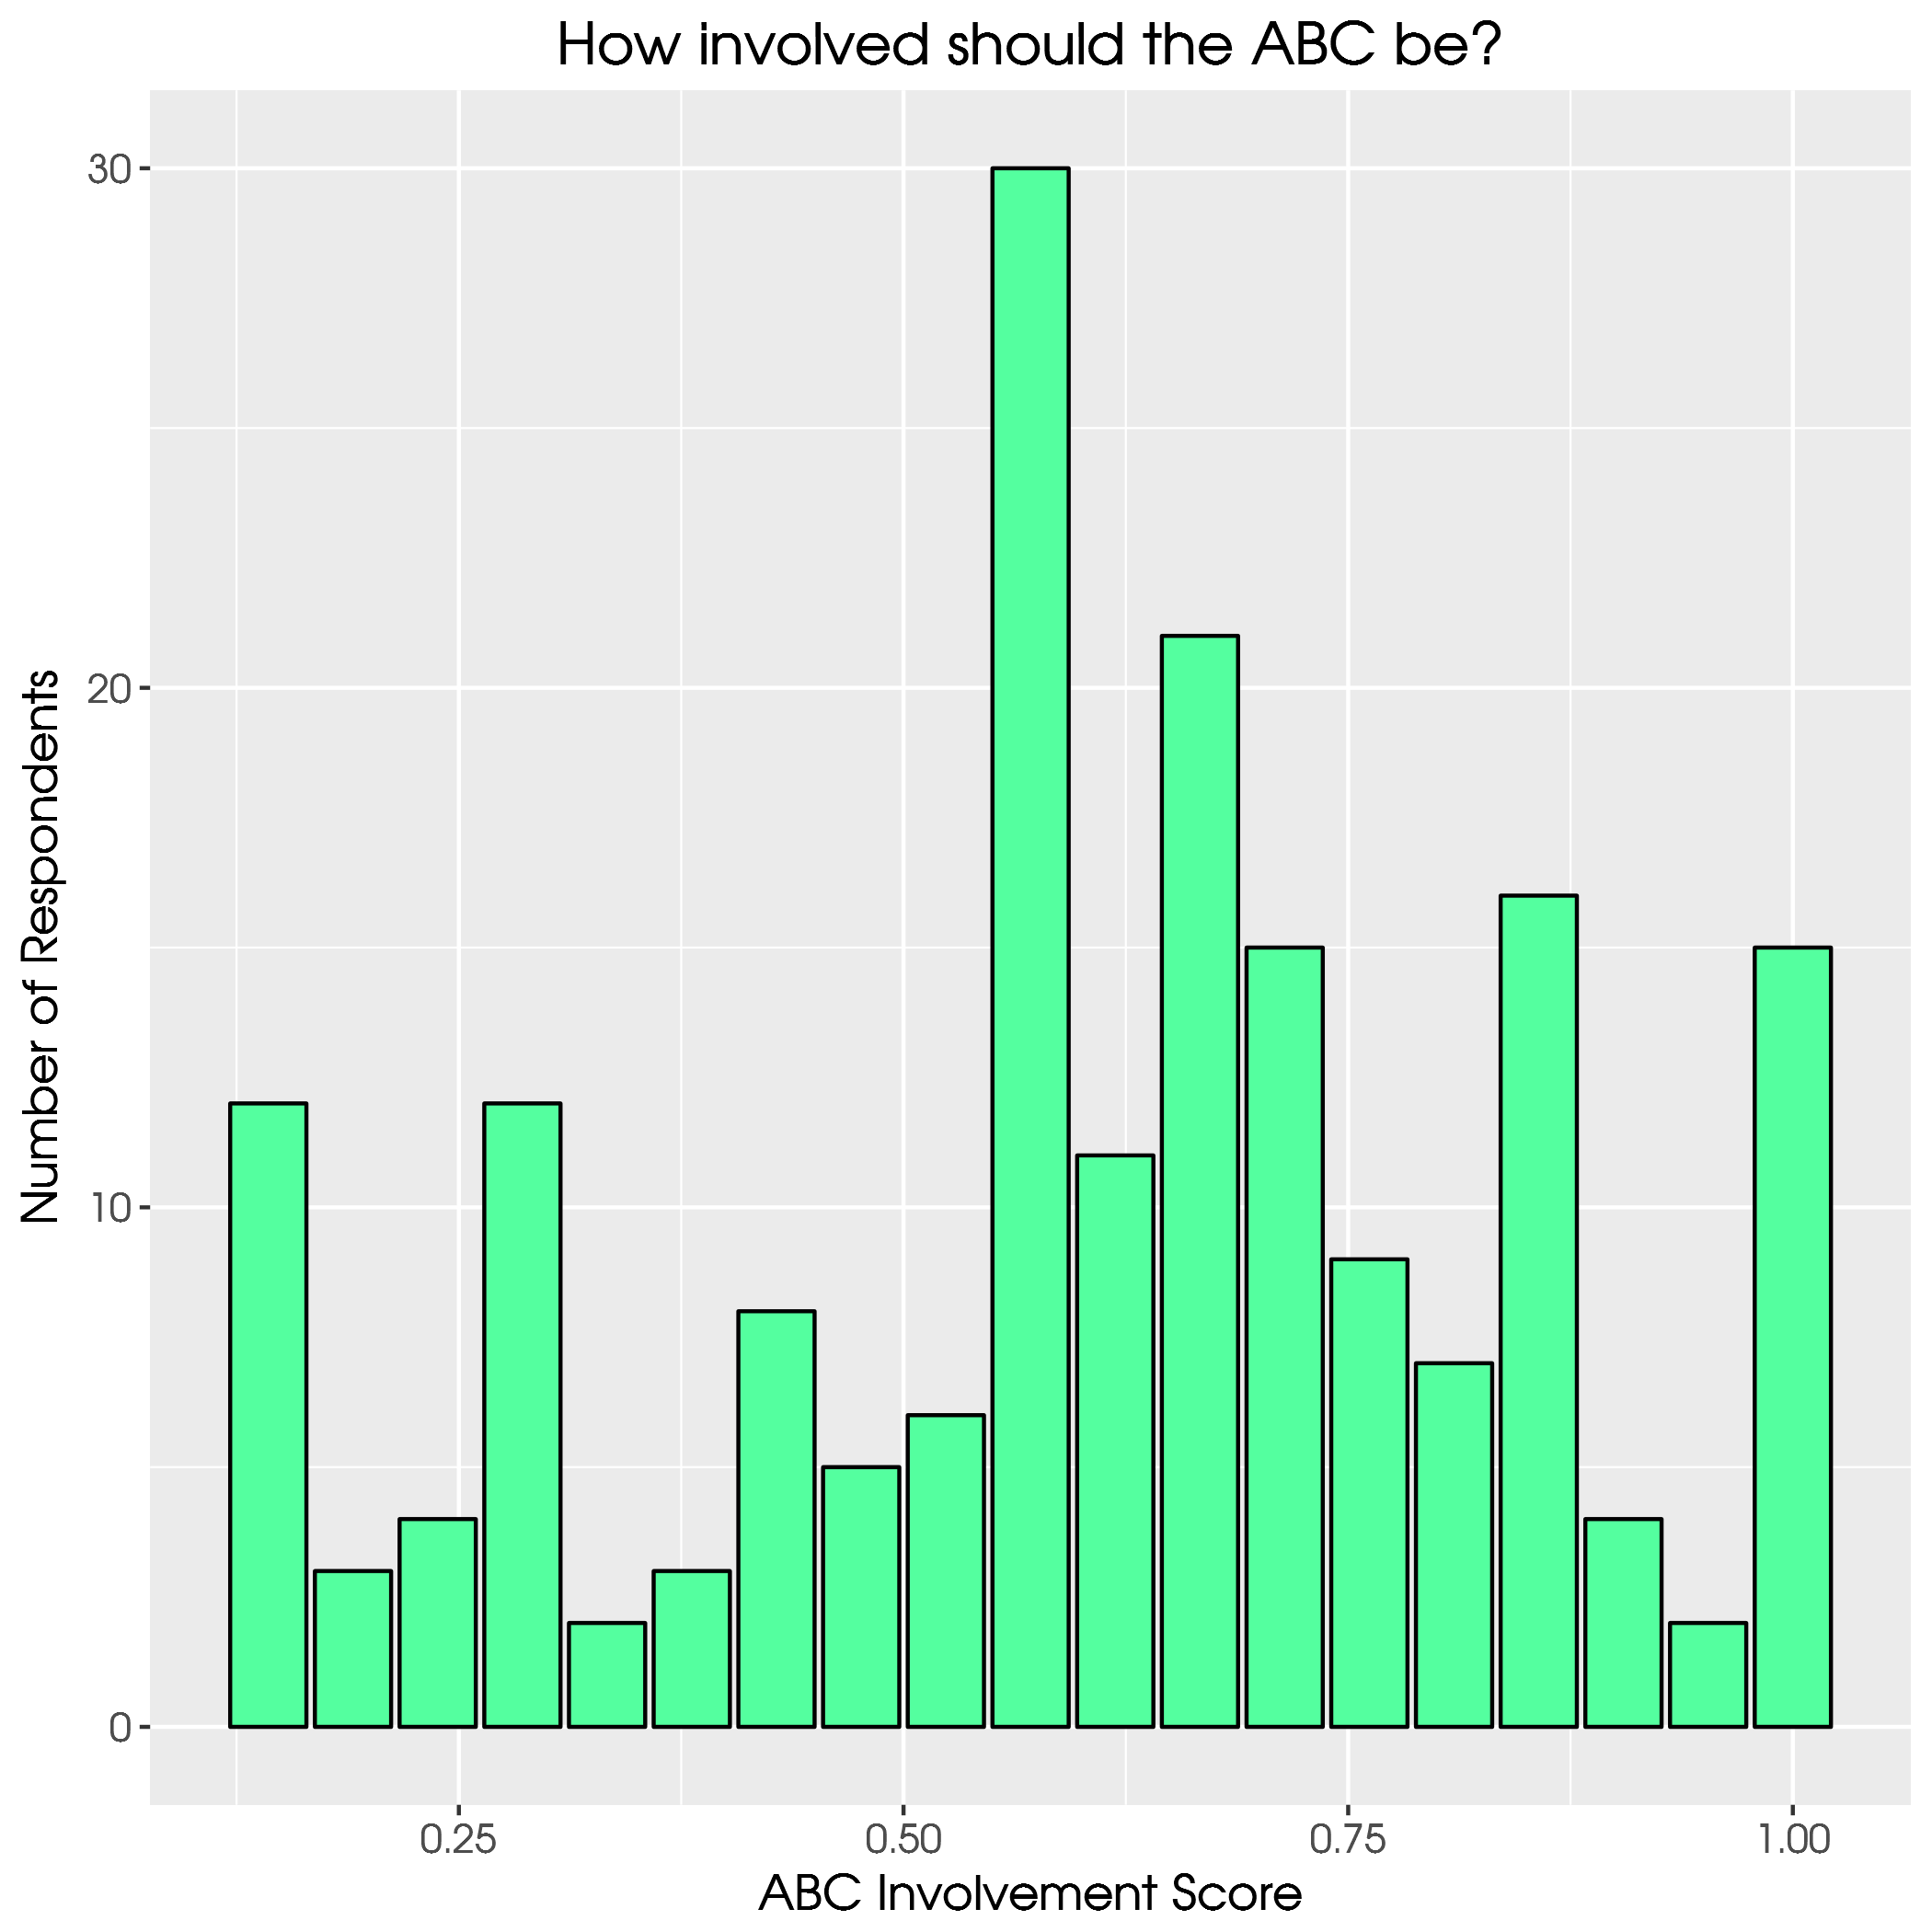 How involved should the ABC be?
Number of Respondents
30
20
10
0
0.25 0.50 0.75 1.00
ABC Involvement Score